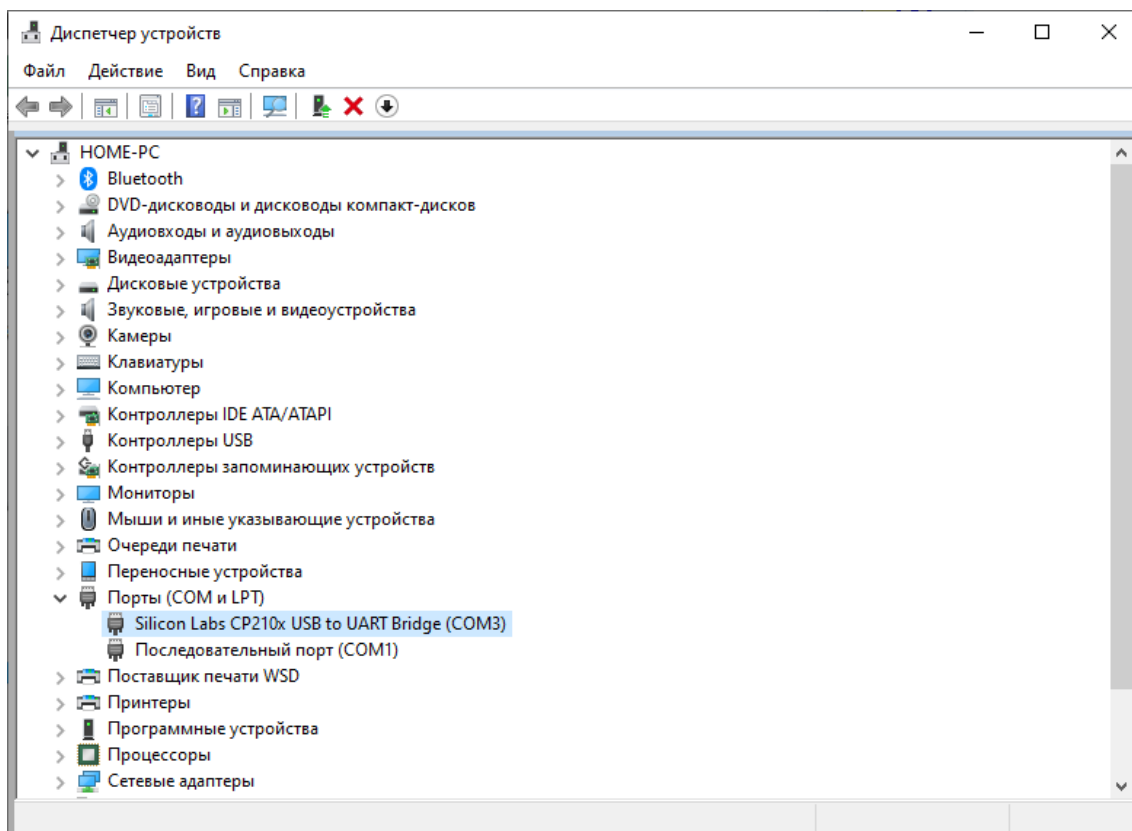 Диспетчер устройств
Файл Действие Вид Справка
HOME-PC
Bluetooth
DVD-дисководы и дисководы компакт-дисков
Аудиовходы и аудиовыходы
Видеоадаптеры
Дисковые устройства
Звуковые, игровые и видеоустройства
Камеры
Клавиатуры
Компьютер
Контроллеры IDE ATA/ATAPI
Контроллеры USB
Контроллеры запоминающих устройств
Мониторы
Мыши и иные указывающие устройства
Очереди печати
Переносные устройства
Порты (COM и LPT)
Silicon Labs CP210x USB to UART Bridge (COM3)
Последовательный порт (COM1)
Поставщик печати WSD
Принтеры
Программные устройства
Процессоры
Сетевые адаптеры